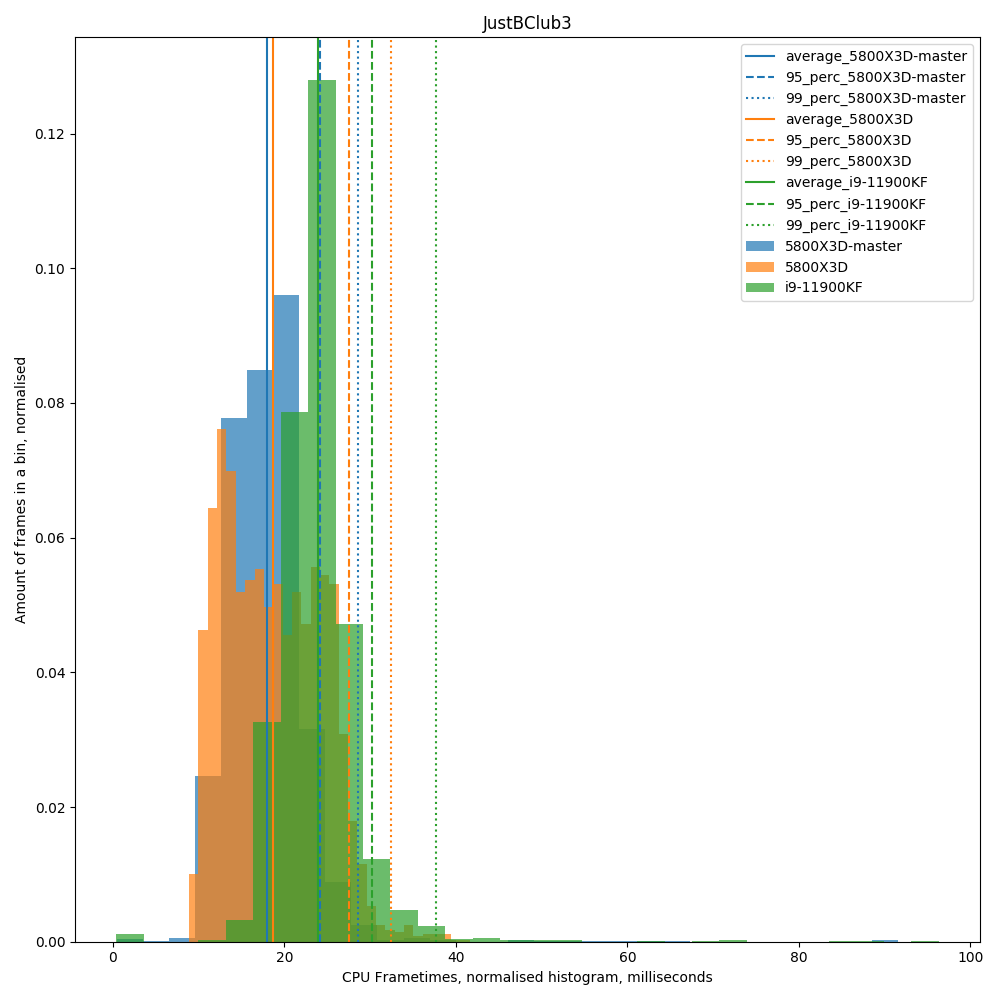 JustBClub3
average_5800X3D-master
95_perc_5800X3D-master
99_perc_5800X3D-master
average_5800X3D
95_perc_5800X3D
99_perc_5800X3D
average_i9-11900KF
95_perc_i9-11900KF
99_perc_i9-11900KF
5800X3D-master
5800X3D
i9-11900KF
Amount of frames in a bin, normalised
0.12
0.10
0.08
0.06
0.04
0.02
0.00
0 20 40 60 80 100
CPU Frametimes, normalised histogram, milliseconds